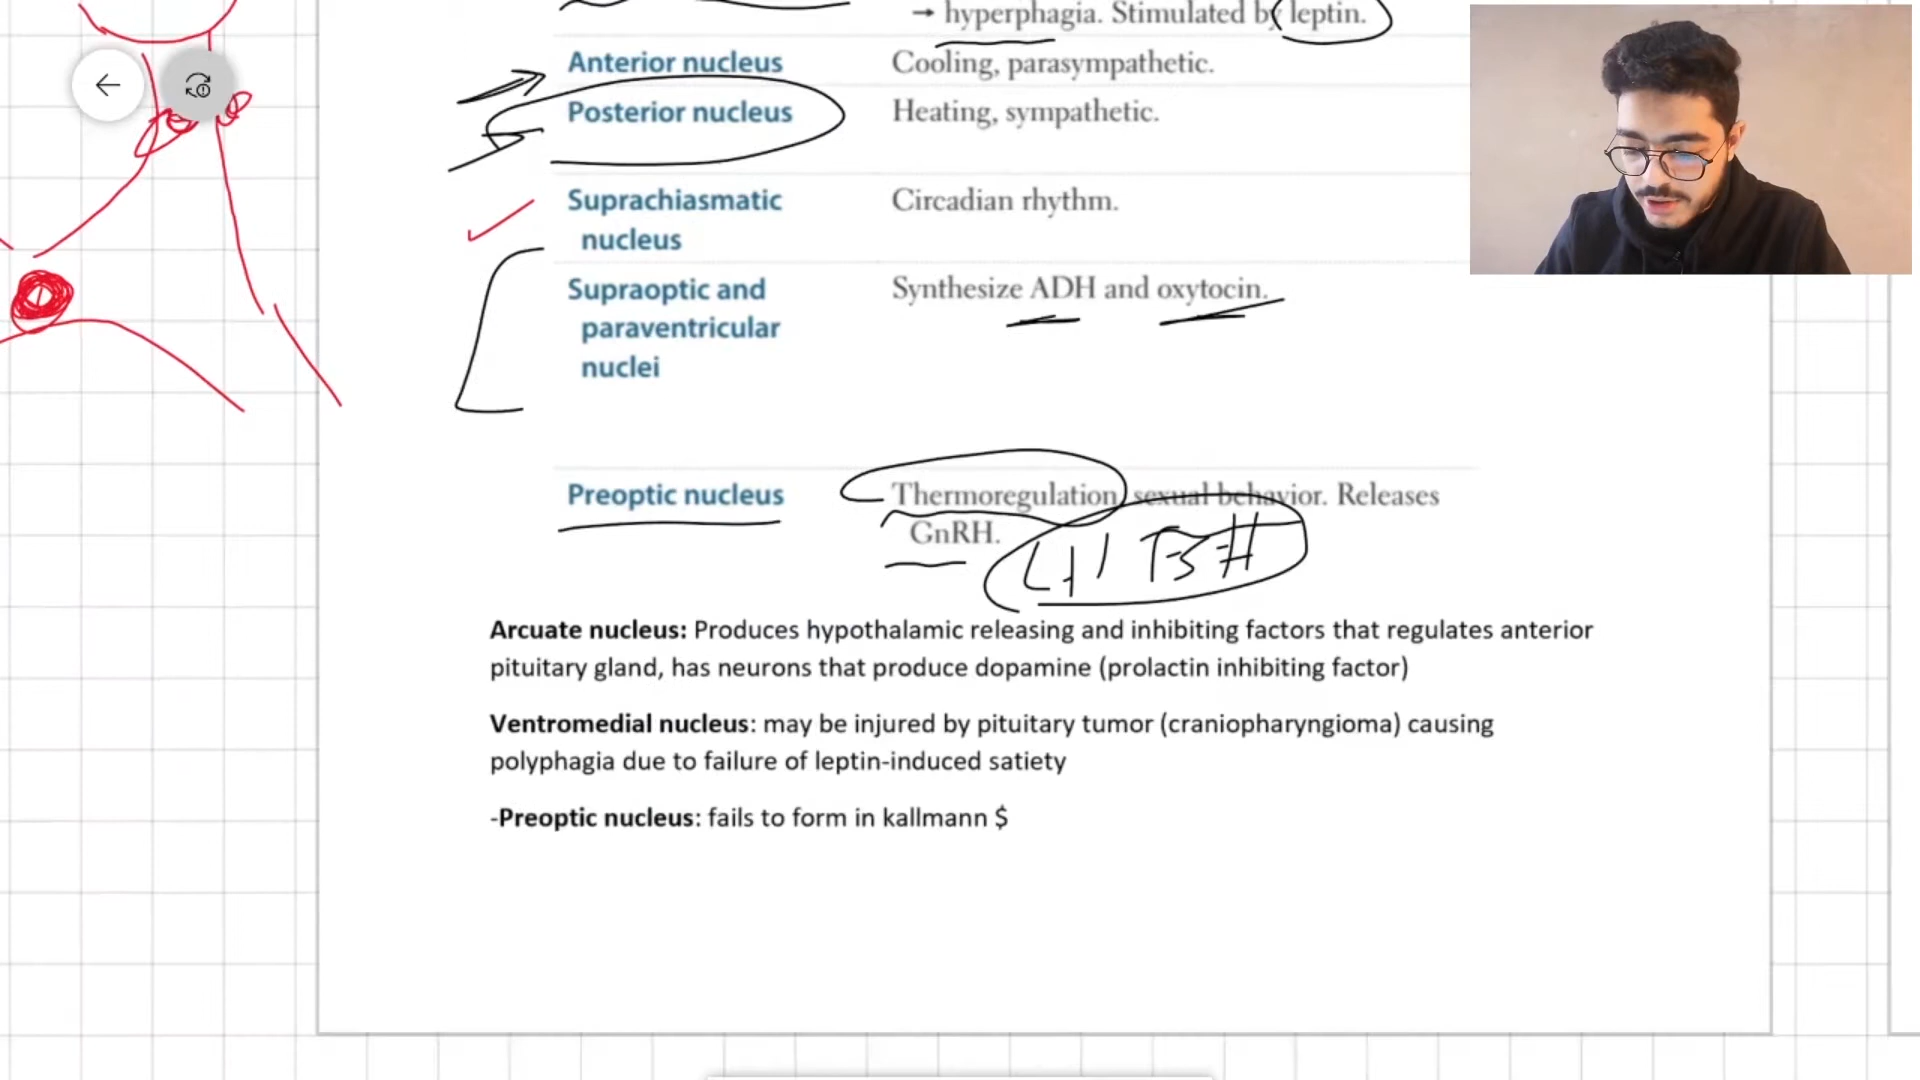 → hyperphagia. Stimulated by leptin.
Anterior nucleus Cooling, parasympathetic.
Posterior nucleus Heating, sympathetic.
Suprachiasmatic Circadian rhythm.
nucleus
Supraoptic and Synthesize ADH and oxytocin.
paraventricular
nuclei
Preoptic nucleus Thermoregulation, sexual behavior. Releases
GnRH.
LH FSH
Arcuate nucleus: Produces hypothalamic releasing and inhibiting factors that regulates anterior
pituitary gland, has neurons that produce dopamine (prolactin inhibiting factor)
Ventromedial nucleus: may be injured by pituitary tumor (craniopharyngioma) causing
polyphagia due to failure of leptin-induced satiety
-Preoptic nucleus: fails to form in kallmann $